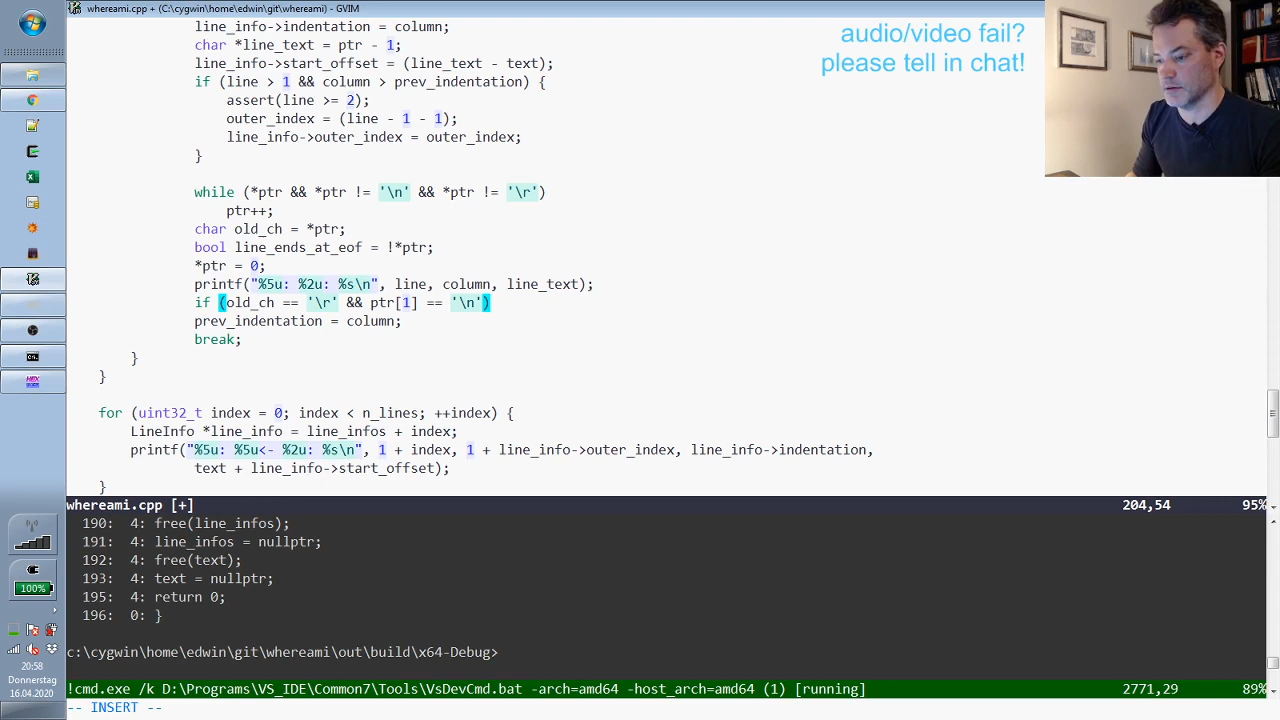 whereami.cpp + (C:\cygwin\home\edwin\git\whereami) - GVIM
line_info->indentation = column;
char *line_text = ptr - 1;
line_info->start_offset = (line_text - text);
if (line > 1 && column > prev_indentation) {
assert(line >= 2);
outer_index = (line - 1 - 1);
line_info->outer_index = outer_index;
}
while (*ptr && *ptr != '\n' && *ptr != '\r')
ptr++;
char old_ch = *ptr;
bool line_ends_at_eof = !*ptr;
*ptr = 0;
printf("%5u: %2u: %s\n", line, column, line_text);
if (old_ch == '\r' && ptr[1] == '\n')
prev_indentation = column;
break;
}
}
for (uint32_t index = 0; index < n_lines; ++index) {
LineInfo *line_info = line_infos + index;
printf("%5u: %5u<- %2u: %s\n", 1 + index, 1 + line_info->outer_index, line_info->indentation,
text + line_info->start_offset);
}
whereami.cpp [+] 204,54 95%
190: 4: free(line_infos);
191: 4: line_infos = nullptr;
192: 4: free(text);
193: 4: text = nullptr;
195: 4: return 0;
196: 0: }
c:\cygwin\home\edwin\git\whereami\out\build\x64-Debug>
!cmd.exe /k D:\Programs\VS_IDE\Common7\Tools\VsDevCmd.bat -arch=amd64 -host_arch=amd64 (1) [running] 2771,29 89%
-- INSERT --
audio/video fail?
please tell in chat!
HEX
100%
20:58
Donnerstag
16.04.2020